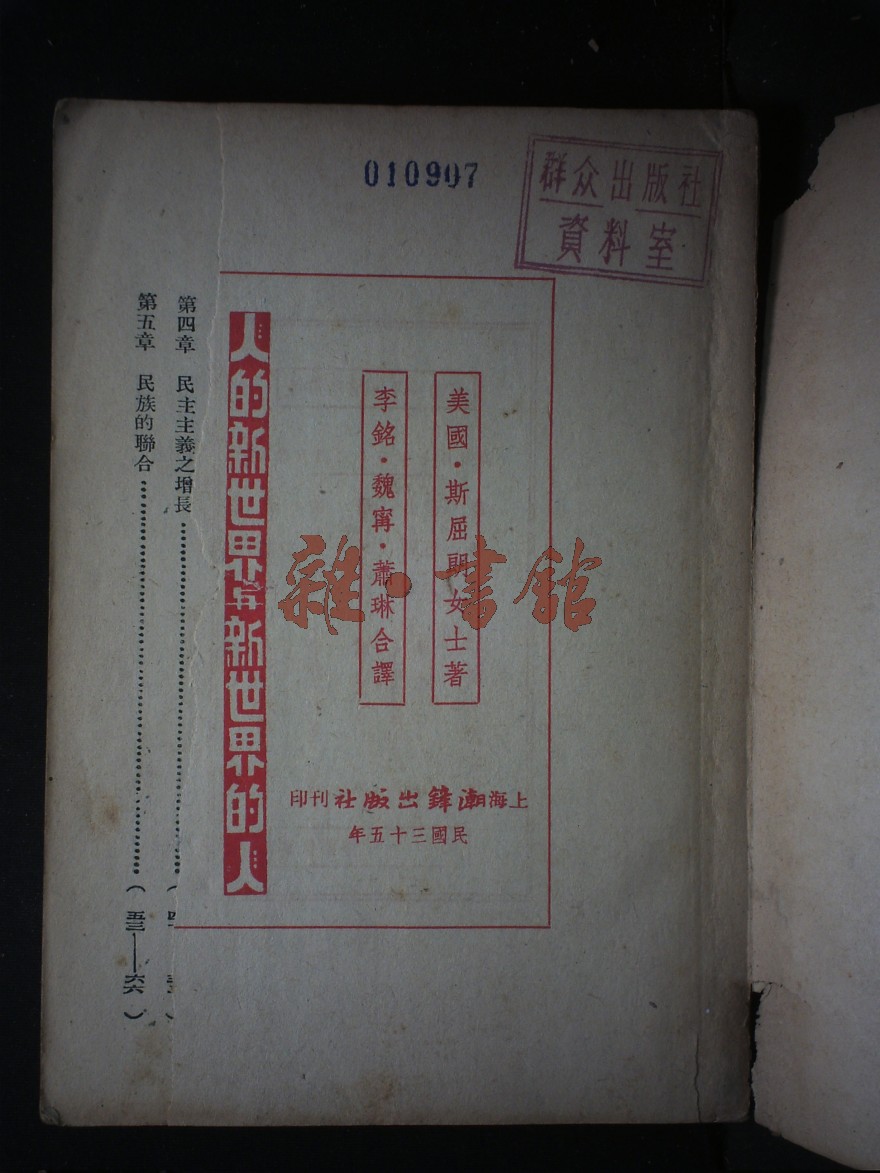 010907
群众出版社
資料室
美國·斯屈朗女士著
李銘·魏甯·蕭琳合譯
人的新世界與新世界的人
上海潮鋒出版社刊印
民國三十五年
第四章 民主主義之增長
第五章 民族的聯合………（五三——六六）
雜·書館